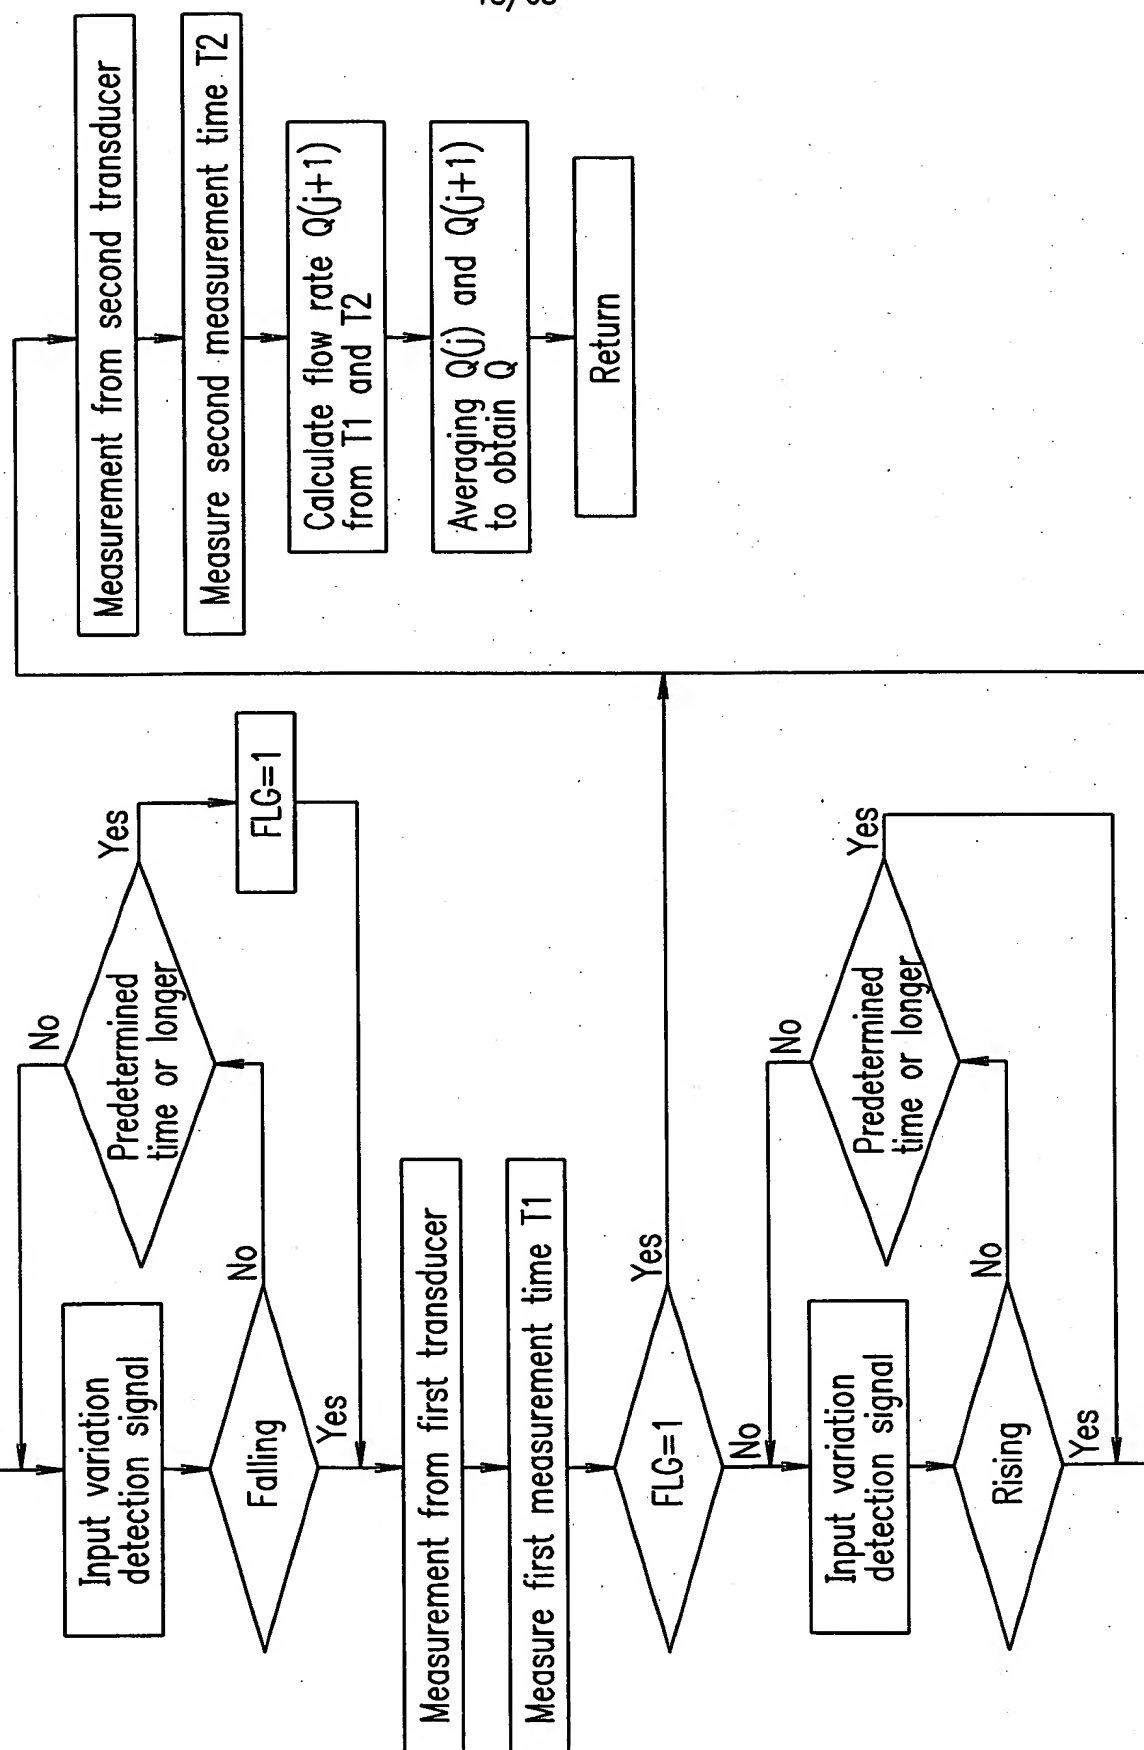 Input variation
detection signal
Falling
No
Yes
Predetermined
time or longer
No
Yes
FLG=1
Measurement from first transducer
Measure first measurement time T1
FLG=1
Yes
No
Input variation
detection signal
Rising
No
Yes
Predetermined
time or longer
No
Yes
Measurement from second transducer
Measure second measurement time T2
Calculate flow rate Q(j+1)
from T1 and T2
Averaging Q(j) and Q(j+1)
to obtain Q
Return